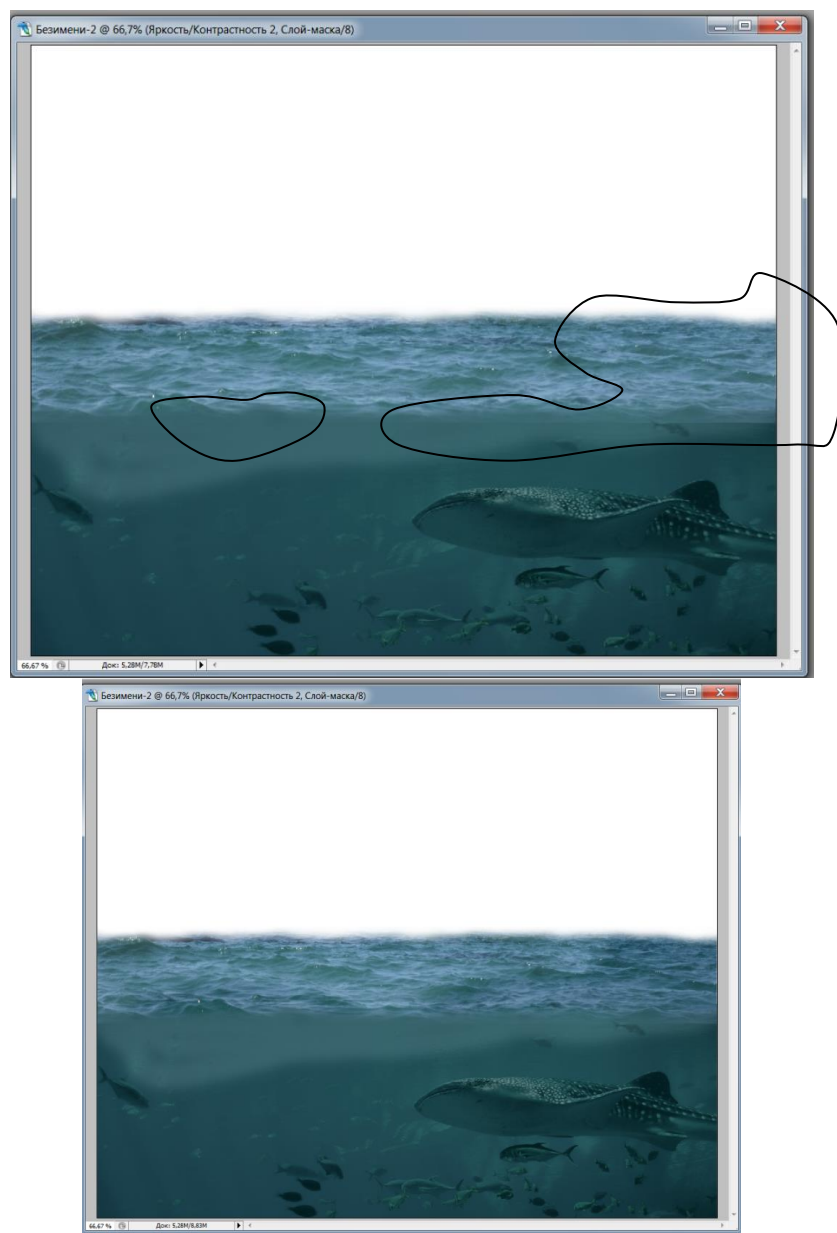 Безимени-2 @ 66,7% (Яркость/Контрастность 2, Слой-маска/8)
66,67 % Док: 5,28M/7,78M
Безимени-2 @ 66,7% (Яркость/Контрастность 2, Слой-маска/8)
66,67 % Док: 5,28M/8,83M